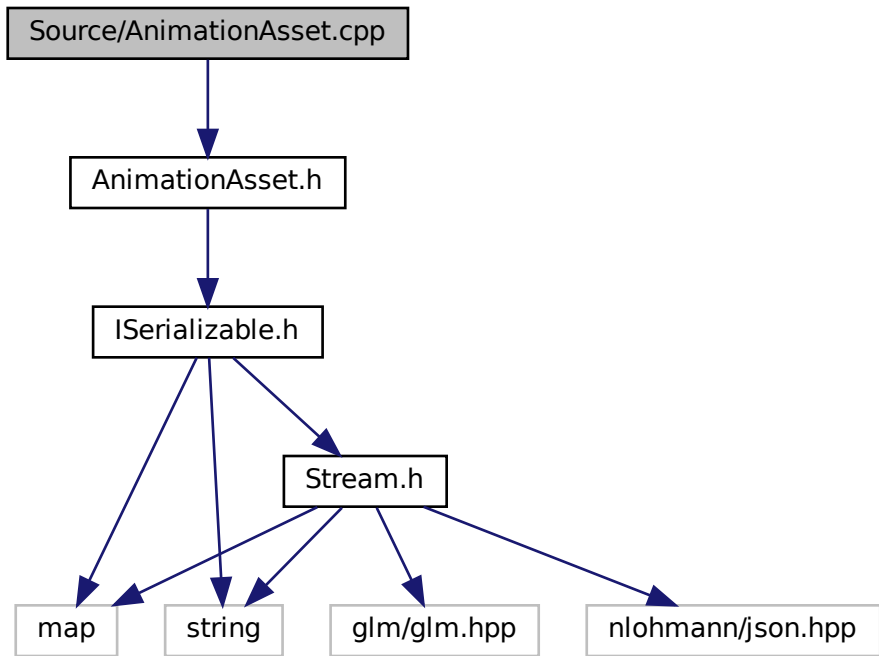 Source/AnimationAsset.cpp
AnimationAsset.h
ISerializable.h
Stream.h
map
string
glm/glm.hpp
nlohmann/json.hpp